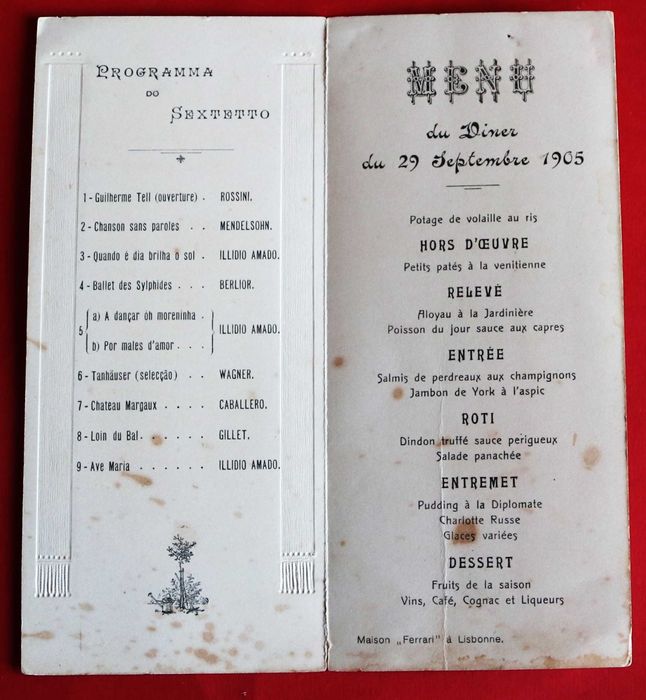 PROGRAMMA
DO
SEXTETTO
1 - Guilherme Tell (ouverture) . ROSSINI.
2 - Chanson sans paroles . . MENDELSOHN.
3 - Quando é dia brilha o sol . ILLIDIO AMADO.
4 - Ballet des Sylphides . . . BERLIOR.
5 { a) A dançar óh moreninha .
b) Por males d'amor . . . } ILLIDIO AMADO.
6 - Tanhäuser (selecção) . . WAGNER.
7 - Chateau Margaux . . . . CABALLERO.
8 - Loin du Bal . . . . . . GILLET.
9 - Ave Maria . . . . . . ILLIDIO AMADO.
MENU
du Diner
du 29 Septembre 1905
Potage de volaille au ris
HORS D'ŒUVRE
Petits patés à la venitienne
RELEVÉ
Aloyau à la Jardinière
Poisson du jour sauce aux capres
ENTRÉE
Salmis de perdreaux aux champignons
Jambon de York à l'aspic
ROTI
Dindon truffé sauce perigueux
Salade panachée
ENTREMET
Pudding à la Diplomate
Charlotte Russe
Glaces variées
DESSERT
Fruits de la saison
Vins, Café, Cognac et Liqueurs
Maison „Ferrari" á Lisbonne.